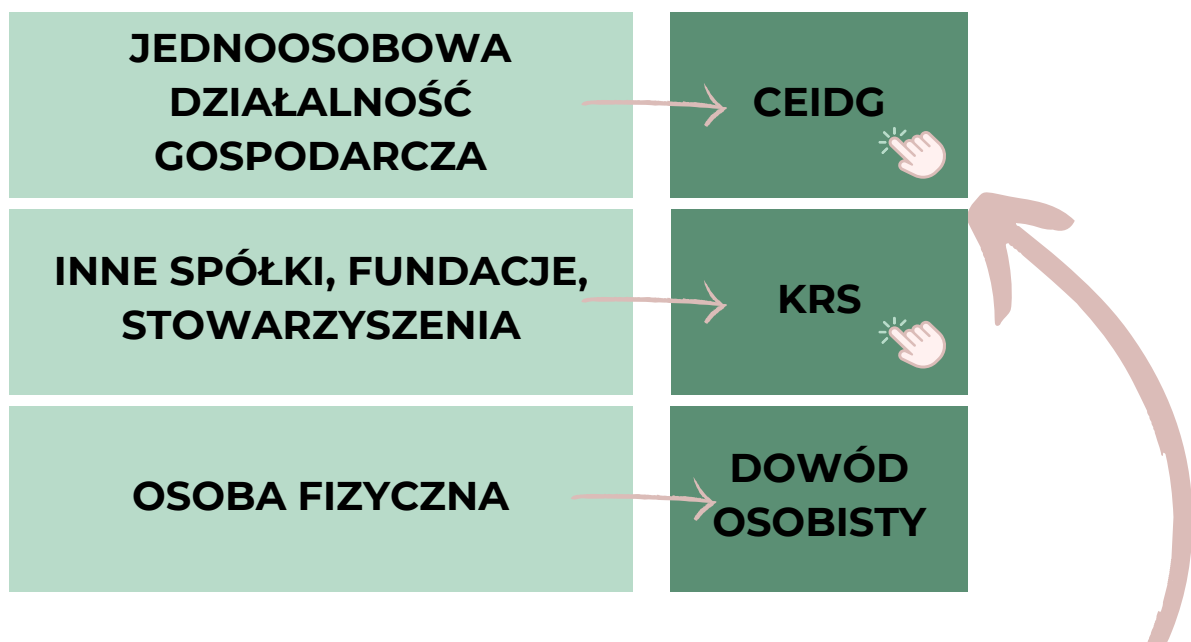 JEDNOOSOBOWA
DZIAŁALNOŚĆ
GOSPODARCZA
CEIDG
INNE SPÓŁKI, FUNDACJE,
STOWARZYSZENIA
KRS
OSOBA FIZYCZNA
DOWÓD
OSOBISTY